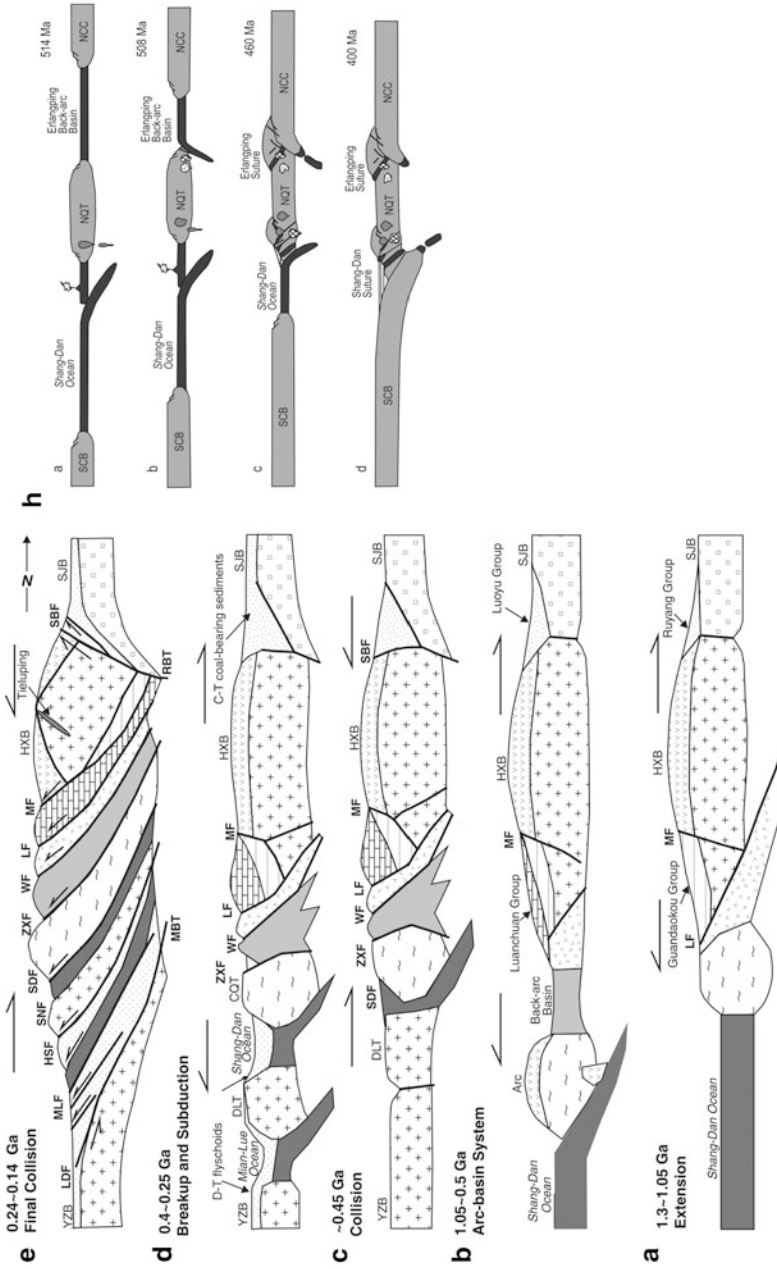 e
0.24~0.14 Ga
Final Collision
N
YZB
LDF
MLF
HSF
SNF
SDF
ZXF
WF
LF
MF
HXB
Tieluping
SBF
SJB
MBT
RBT
d
0.4~0.25 Ga
Breakup and Subduction
D-T flyschoids
YZB
Mian-Lue
Ocean
DLT
Shang-Dan
Ocean
CQT
ZXF
WF
LF
MF
HXB
C-T coal-bearing sediments
SJB
c
~0.45 Ga
Collision
YZB
DLT
SDF
ZXF
WF
LF
MF
HXB
SBF
SJB
b
1.05~0.5 Ga
Arc-basin System
Shang-Dan Ocean
Arc
Back-arc
Basin
Luanchuan Group
MF
HXB
Luoyu Group
SJB
a
1.3~1.05 Ga
Extension
Shang-Dan Ocean
LF
Guandaokou Group
MF
HXB
Ruyang Group
SJB
h
a
SCB
Shang-Dan
Ocean
NQT
Erlangping
Back-arc
Basin
514 Ma
NCC
b
SCB
Shang-Dan
Ocean
NQT
Erlangping
Back-arc
Basin
508 Ma
NCC
c
SCB
Shang-Dan
Ocean
NQT
Erlangping
Suture
460 Ma
NCC
d
SCB
Shang-Dan
Suture
NQT
Erlangping
Suture
400 Ma
NCC